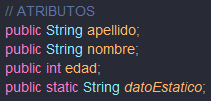 // ATRIBUTOS
public String apellido;
public String nombre;
public int edad;
public static String datoEstatico;